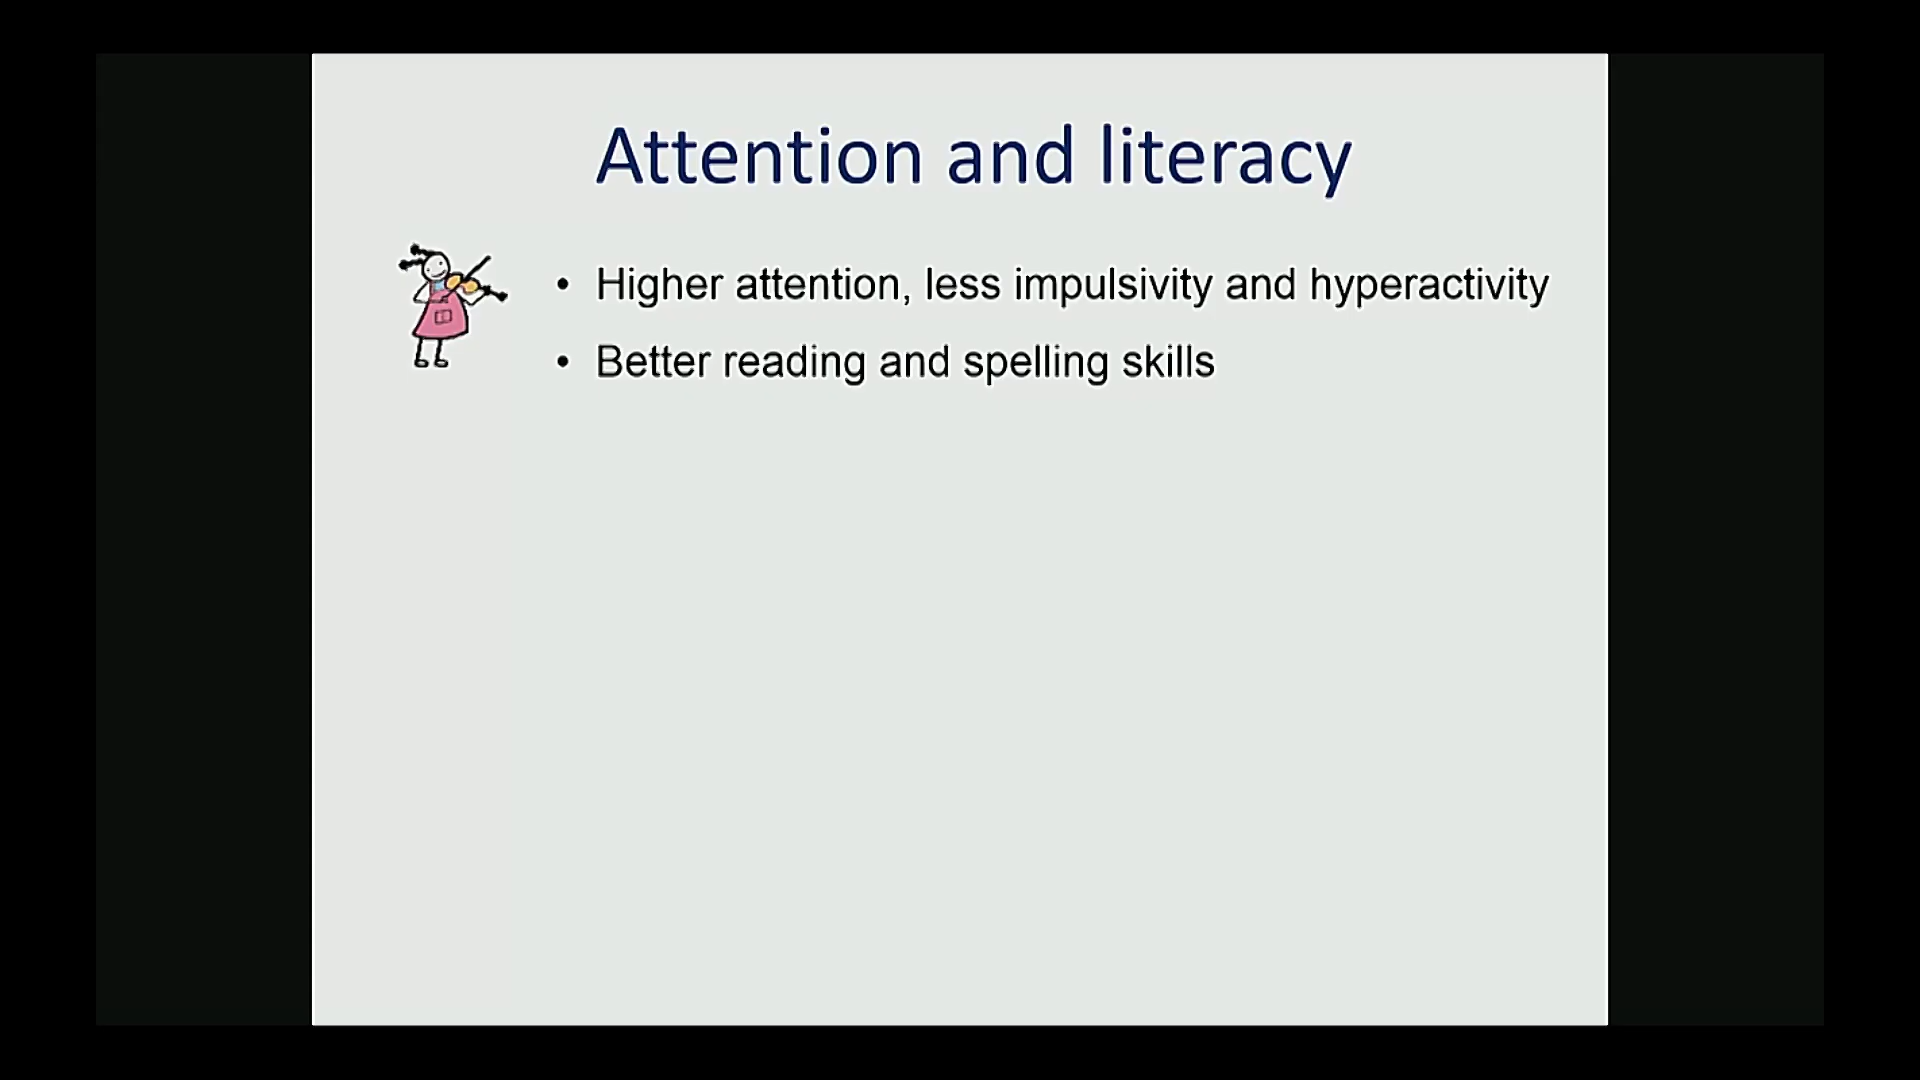 Attention and literacy
• Higher attention, less impulsivity and hyperactivity
• Better reading and spelling skills